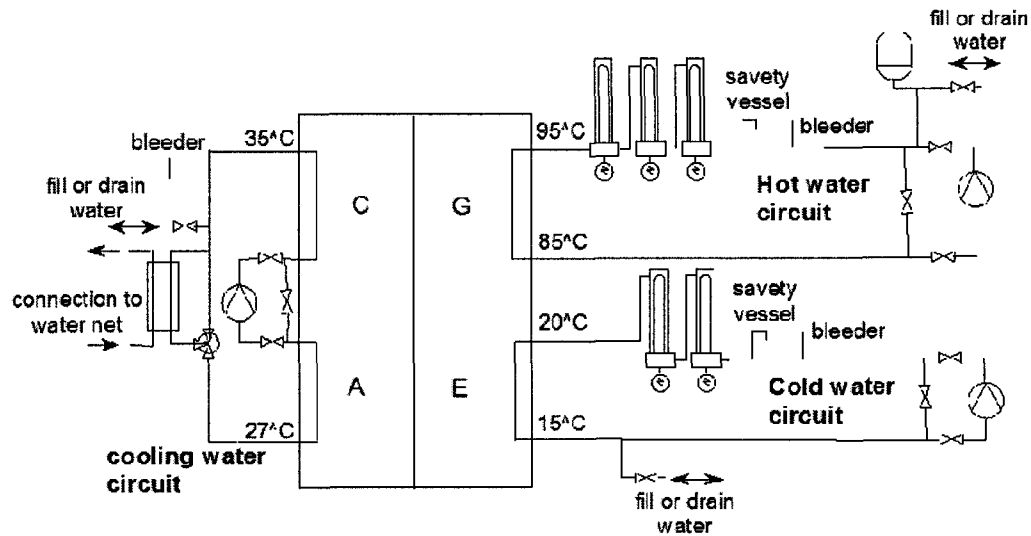 fill or drain
water
savety
vessel
bleeder
35^C
95^C
bleeder
fill or drain
water
C
G
Hot water
circuit
85^C
connection to
water net
20^C
savety
vessel
bleeder
A
E
Cold water
circuit
27^C
15^C
cooling water
circuit
fill or drain
water